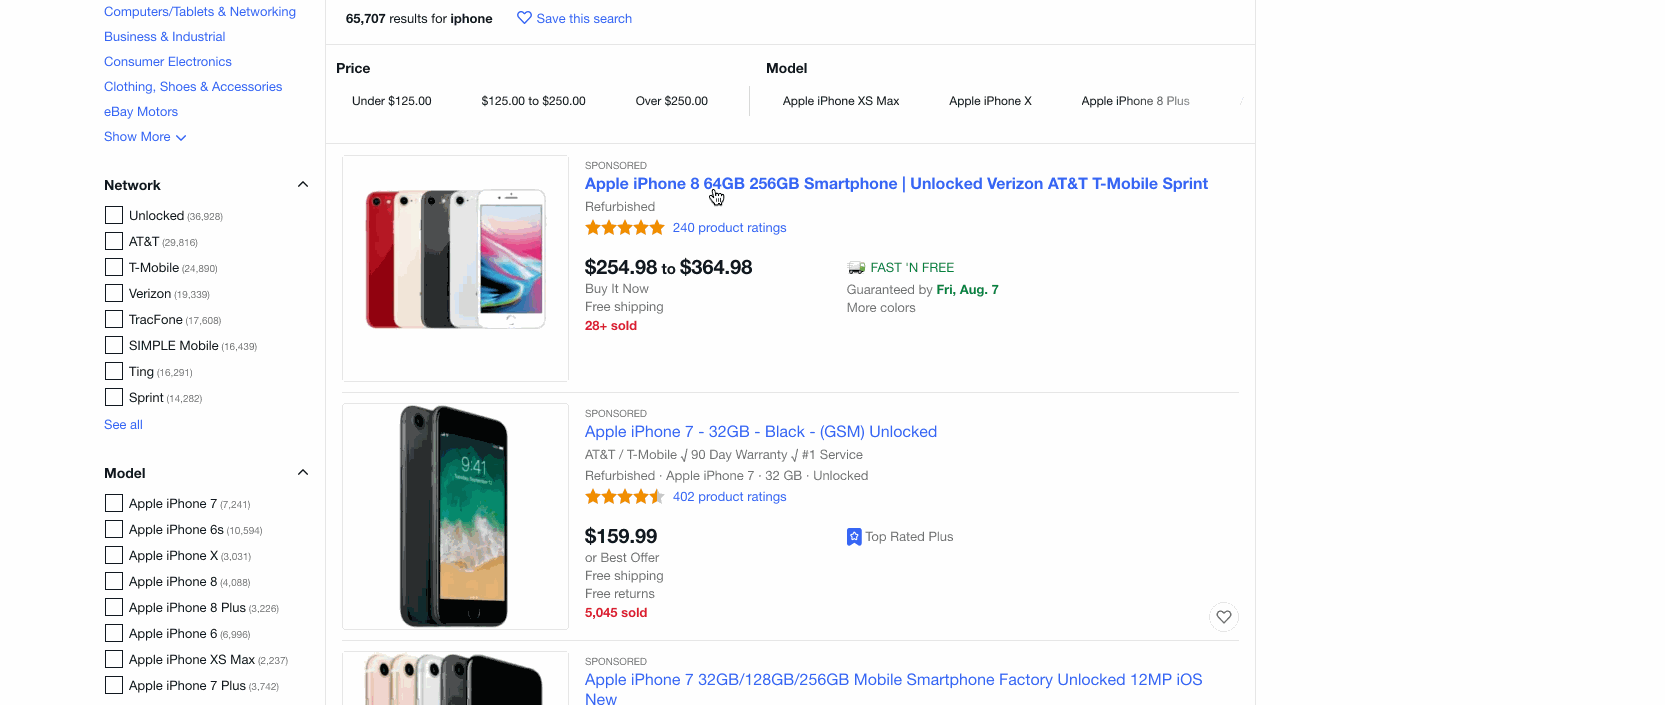 Computers/Tablets & Networking
Business & Industrial
Consumer Electronics
Clothing, Shoes & Accessories
eBay Motors
Show More
Network
Unlocked (36,928)
AT&T (29,816)
T-Mobile (24,890)
Verizon (19,339)
TracFone (17,608)
SIMPLE Mobile (16,439)
Ting (16,291)
Sprint (14,282)
See all
Model
Apple iPhone 7 (7,241)
Apple iPhone 6s (10,594)
Apple iPhone X (3,031)
Apple iPhone 8 (4,088)
Apple iPhone 8 Plus (3,226)
Apple iPhone 6 (6,996)
Apple iPhone XS Max (2,237)
Apple iPhone 7 Plus (3,742)
65,707 results for iphone Save this search
Price Model
Under $125.00 $125.00 to $250.00 Over $250.00 Apple iPhone XS Max Apple iPhone X Apple iPhone 8 Plus
SPONSORED
Apple iPhone 8 64GB 256GB Smartphone | Unlocked Verizon AT&T T-Mobile Sprint
Refurbished
240 product ratings
$254.98 to $364.98
Buy It Now
Free shipping
28+ sold
FAST 'N FREE
Guaranteed by Fri, Aug. 7
More colors
SPONSORED
Apple iPhone 7 - 32GB - Black - (GSM) Unlocked
AT&T / T-Mobile √ 90 Day Warranty √ #1 Service
Refurbished · Apple iPhone 7 · 32 GB · Unlocked
402 product ratings
$159.99
or Best Offer
Free shipping
Free returns
5,045 sold
Top Rated Plus
9:41
SPONSORED
Apple iPhone 7 32GB/128GB/256GB Mobile Smartphone Factory Unlocked 12MP iOS
New